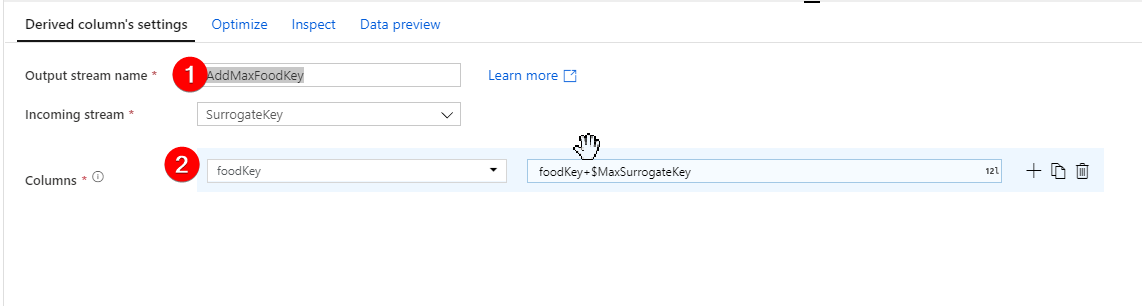 Derived column's settings Optimize Inspect Data preview
Output stream name * 1 AddMaxFoodKey Learn more
Incoming stream * SurrogateKey
Columns * 2 foodKey foodKey+$MaxSurrogateKey 12l